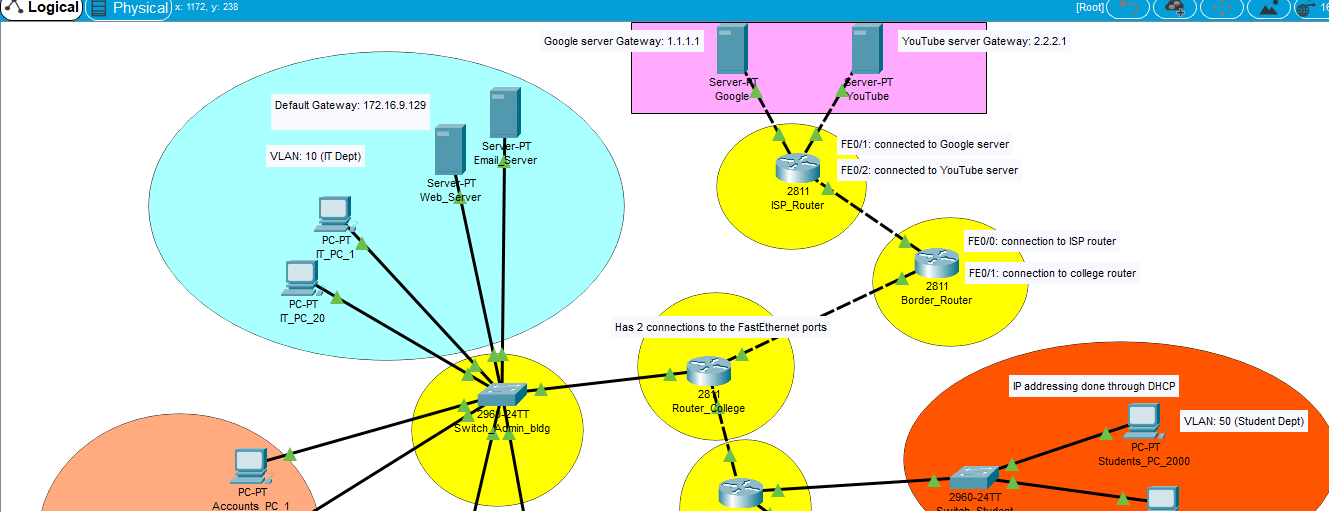 Logical
Physical
x: 1172, y: 238
[Root]
Google server Gateway: 1.1.1.1
YouTube server Gateway: 2.2.2.1
Server-PT
Google
Server-PT
YouTube
Default Gateway: 172.16.9.129
VLAN: 10 (IT Dept)
Server-PT
Email_Server
Server-PT
Web_Server
FE0/1: connected to Google server
FE0/2: connected to YouTube server
2811
ISP_Router
PC-PT
IT_PC_1
PC-PT
IT_PC_20
FE0/0: connection to ISP router
FE0/1: connection to college router
2811
Border_Router
Has 2 connections to the FastEthernet ports
2811
Router_College
2960-24TT
Switch_Admin_bldg
IP addressing done through DHCP
VLAN: 50 (Student Dept)
PC-PT
Students_PC_2000
PC-PT
Accounts_PC_1
2960-24TT
Switch_Student